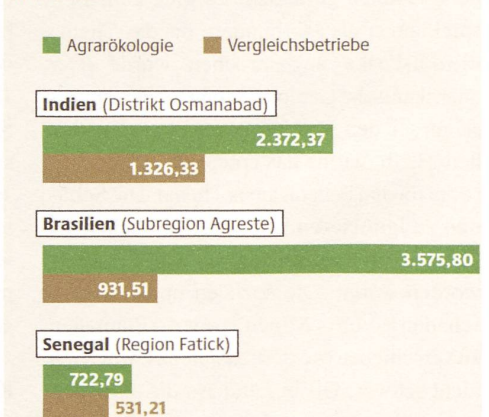 Agrarökologie Vergleichsbetriebe
Indien (Distrikt Osmanabad)
2.372,37
1.326,33
Brasilien (Subregion Agreste)
3.575,80
931,51
Senegal (Region Fatick)
722,79
531,21